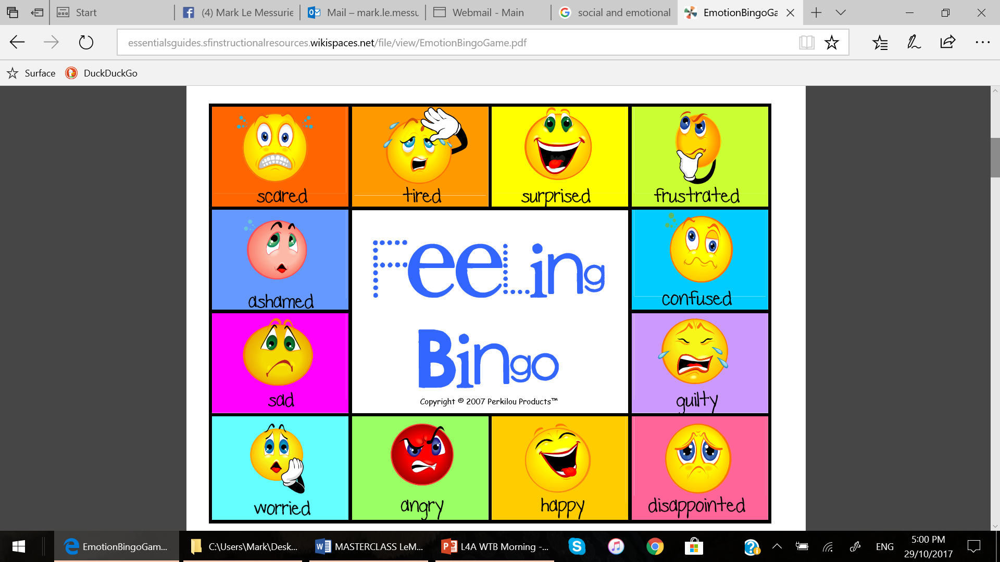 Start
(4) Mark Le Messurie
Mail – mark.le.messu
Webmail - Main
social and emotional
EmotionBingoGa
essentialsguides.sfinstructionalresources.wikispaces.net/file/view/EmotionBingoGame.pdf
Surface
DuckDuckGo
scared
tired
surprised
frustrated
ashamed
Feeling
confused
sad
Bingo
Copyright © 2007 Perkilou Products™
guilty
worried
angry
happy
disappointed
EmotionBingoGam...
C:\Users\Mark\Desk...
MASTERCLASS LeM...
L4A WTB Morning -...
ENG
5:00 PM
29/10/2017